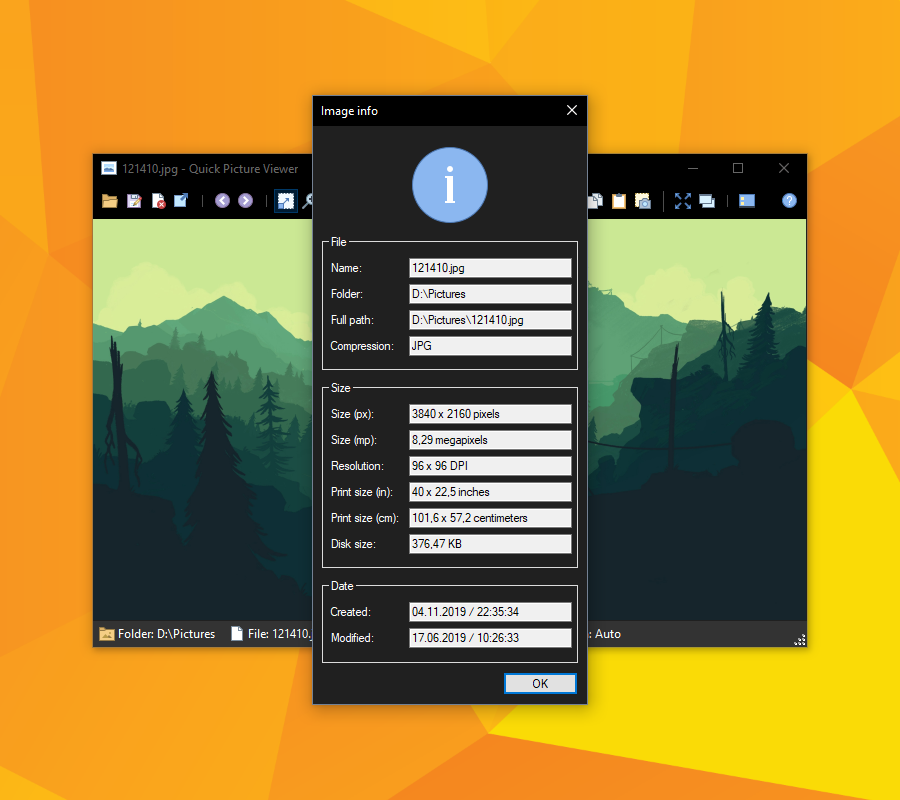 Image info
121410.jpg - Quick Picture Viewer
File
Name: 121410.jpg
Folder: D:\Pictures
Full path: D:\Pictures\121410.jpg
Compression: JPG
Size
Size (px): 3840 x 2160 pixels
Size (mp): 8,29 megapixels
Resolution: 96 x 96 DPI
Print size (in): 40 x 22,5 inches
Print size (cm): 101,6 x 57,2 centimeters
Disk size: 376,47 KB
Date
Created: 04.11.2019 / 22:35:34
Modified: 17.06.2019 / 10:26:33
Folder: D:\Pictures File: 121410.j : Auto
OK